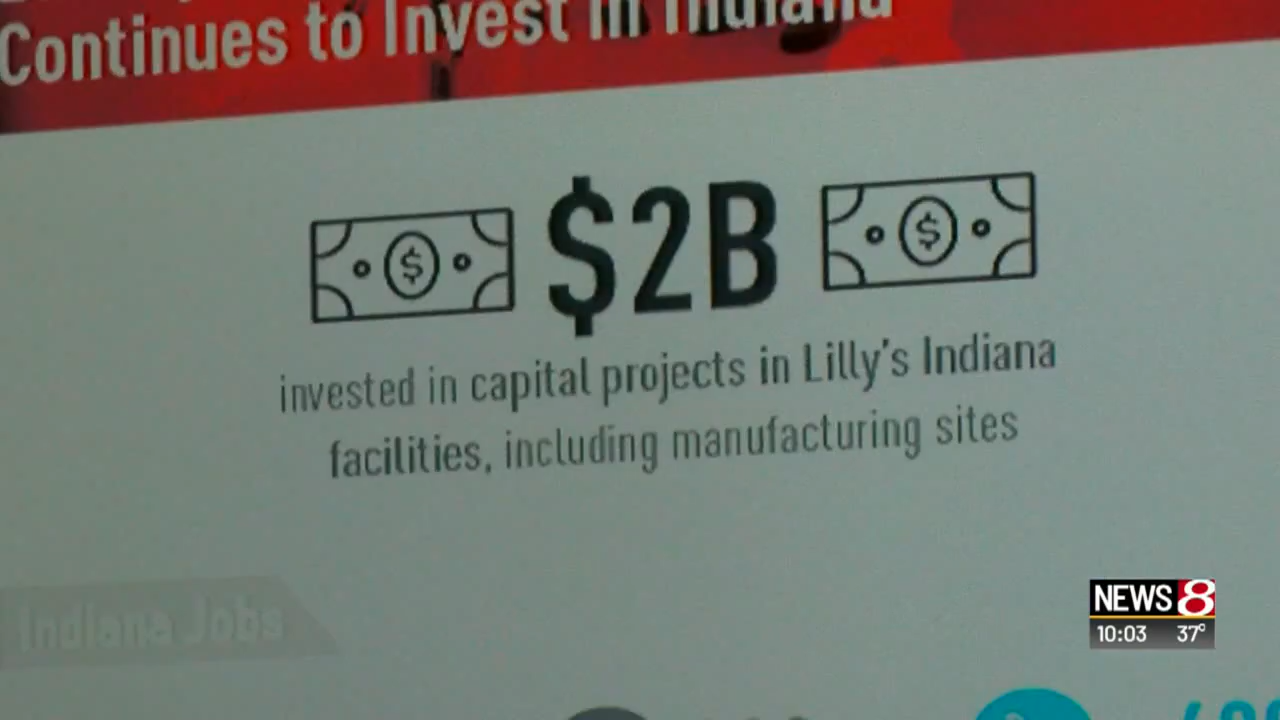 Continues to Invest in Indiana
$ $2B $
invested in capital projects in Lilly's Indiana
facilities, including manufacturing sites
Indiana Jobs
NEWS 8
10:03 37°